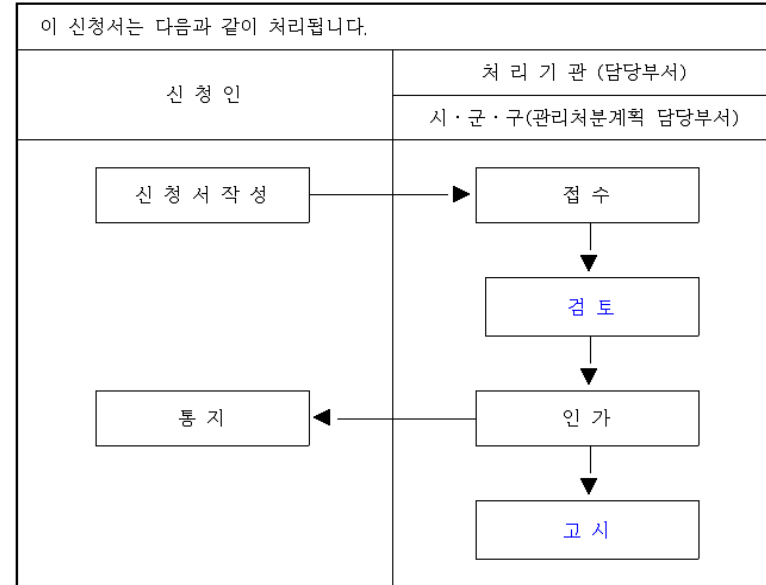 이 신청서는 다음과 같이 처리됩니다.
신 청 인
처 리 기 관 (담당부서)
시·군·구(관리처분계획 담당부서)
신 청 서 작 성
접 수
검 토
통 지
인 가
고 시